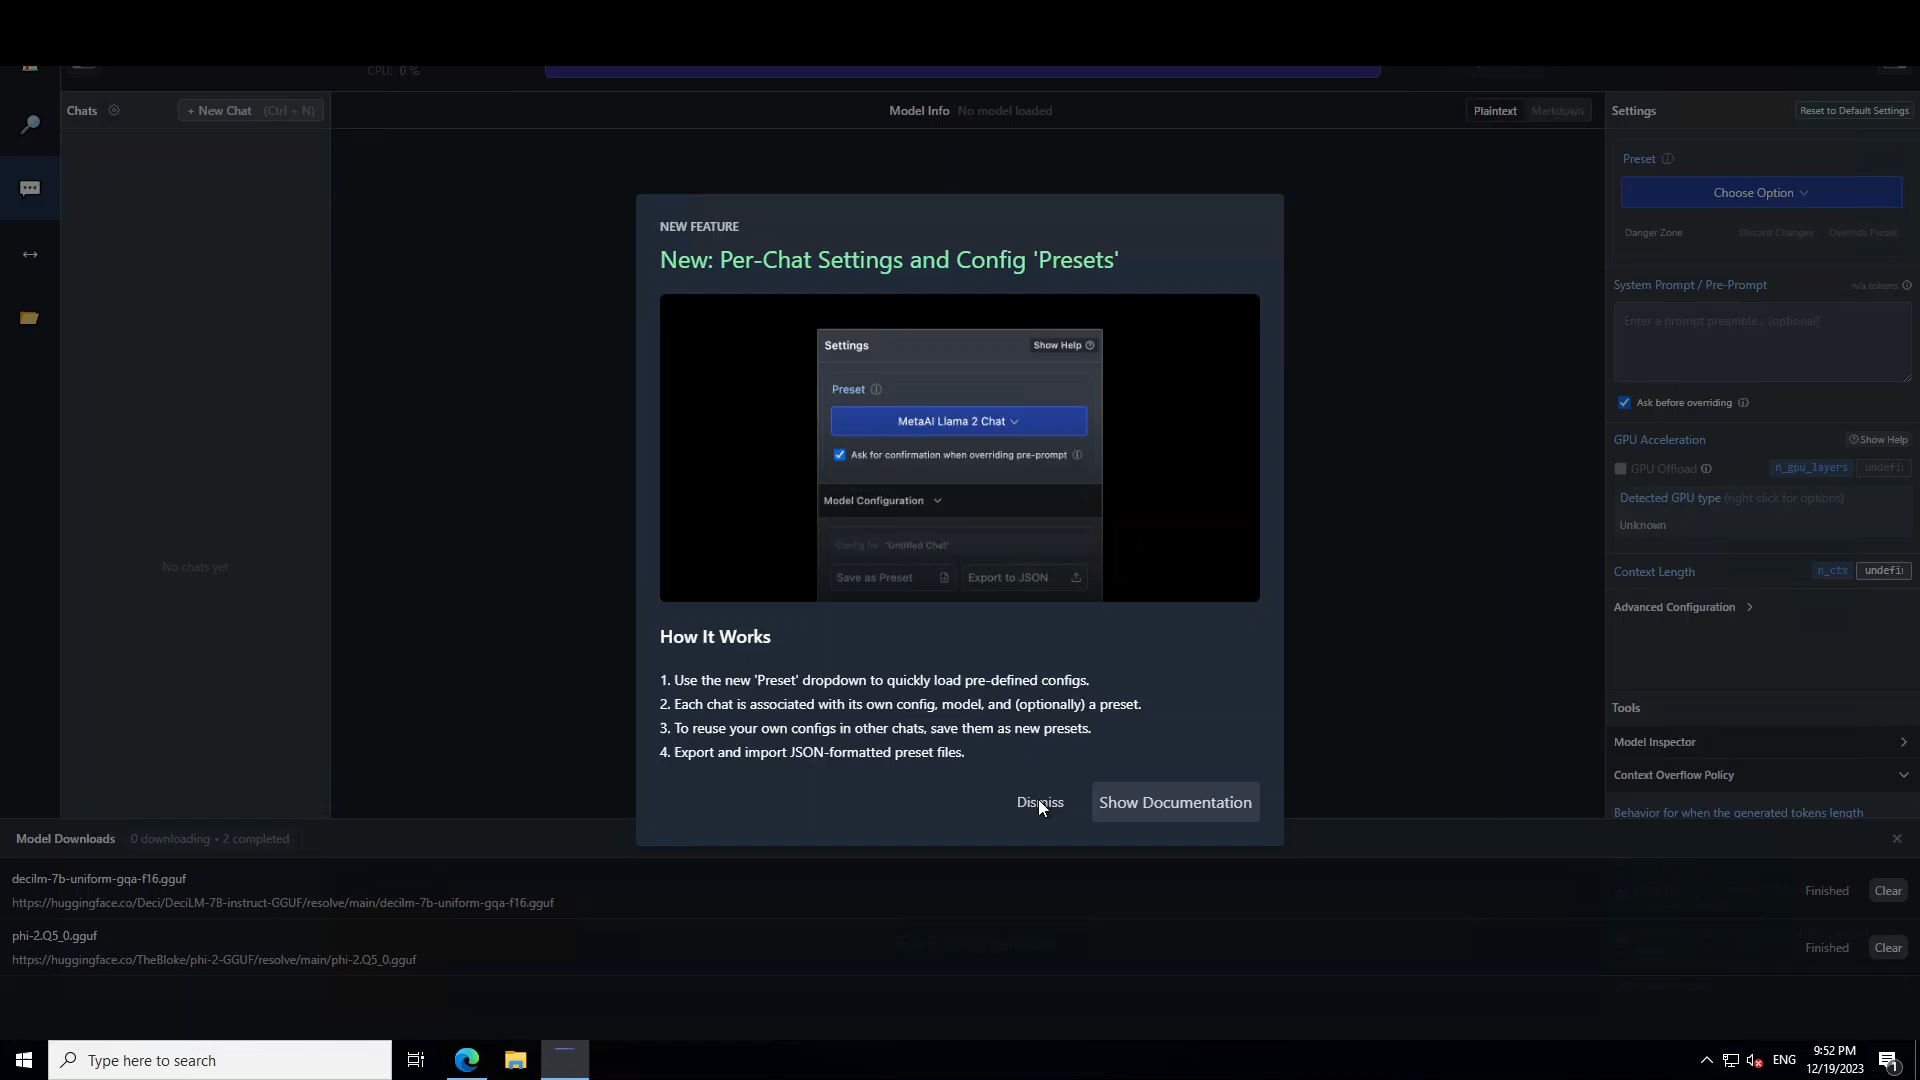 CPU: 0 %
Chats
+ New Chat (Ctrl + N)
Model Info No model loaded
Plaintext Markdown
Settings
Reset to Default Settings
Preset
Choose Option
Danger Zone Discard Changes Override Preset
System Prompt / Pre-Prompt n/a tokens
Enter a prompt preamble... (optional)
Ask before overriding
GPU Acceleration Show Help
GPU Offload n_gpu_layers undefi
Detected GPU type (right click for options)
Unknown
Context Length n_ctx undefi
Advanced Configuration
Tools
Model Inspector
Context Overflow Policy
Behavior for when the generated tokens length
No chats yet
NEW FEATURE
New: Per-Chat Settings and Config 'Presets'
Settings Show Help
Preset
MetaAI Llama 2 Chat
Ask for confirmation when overriding pre-prompt
Model Configuration
Config for 'Untitled Chat'
Save as Preset Export to JSON
How It Works
1. Use the new 'Preset' dropdown to quickly load pre-defined configs.
2. Each chat is associated with its own config, model, and (optionally) a preset.
3. To reuse your own configs in other chats, save them as new presets.
4. Export and import JSON-formatted preset files.
Dismiss Show Documentation
Model Downloads 0 downloading • 2 completed
decilm-7b-uniform-gqa-f16.gguf
https://huggingface.co/Deci/DeciLM-7B-instruct-GGUF/resolve/main/decilm-7b-uniform-gqa-f16.gguf
Finished Clear
phi-2.Q5_0.gguf
https://huggingface.co/TheBloke/phi-2-GGUF/resolve/main/phi-2.Q5_0.gguf
Finished Clear
Type here to search
ENG
9:52 PM
12/19/2023
1